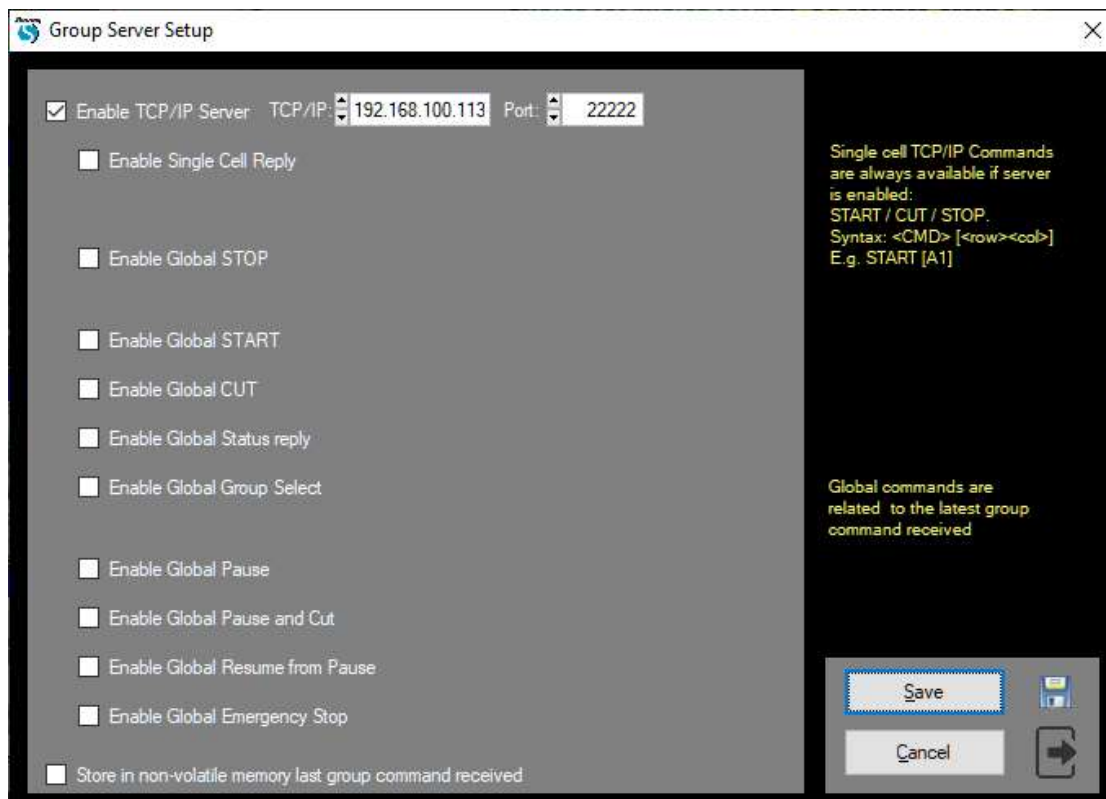 Group Server Setup
Enable TCP/IP Server TCP/IP: 192.168.100.113 Port: 22222
Enable Single Cell Reply
Single cell TCP/IP Commands
are always available if server
is enabled:
START / CUT / STOP.
Syntax: <CMD> [<row><col>]
E.g. START [A1]
Enable Global STOP
Enable Global START
Enable Global CUT
Enable Global Status reply
Enable Global Group Select
Global commands are
related to the latest group
command received
Enable Global Pause
Enable Global Pause and Cut
Enable Global Resume from Pause
Enable Global Emergency Stop
Save
Cancel
Store in non-volatile memory last group command received